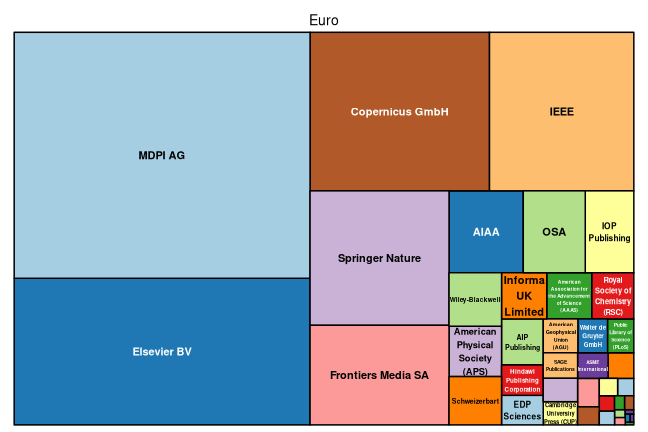 Euro
MDPI AG
Elsevier BV
Copernicus GmbH
IEEE
Springer Nature
Frontiers Media SA
AIAA
OSA
IOP
Publishing
Wiley-Blackwell
Informa
UK
Limited
American
Association for
the Advancement
of Science
(AAAS)
Royal
Society of
Chemistry
(RSC)
American
Physical
Society
(APS)
Schweizerbart
AIP
Publishing
Hindawi
Publishing
Corporation
EDP
Sciences
American
Geophysical
Union
(AGU)
Walter de
Gruyter
GmbH
Public
Library of
Science
(PLoS)
SAGE
Publications
ASMT
International
Cambridge
University
Press (CUP)